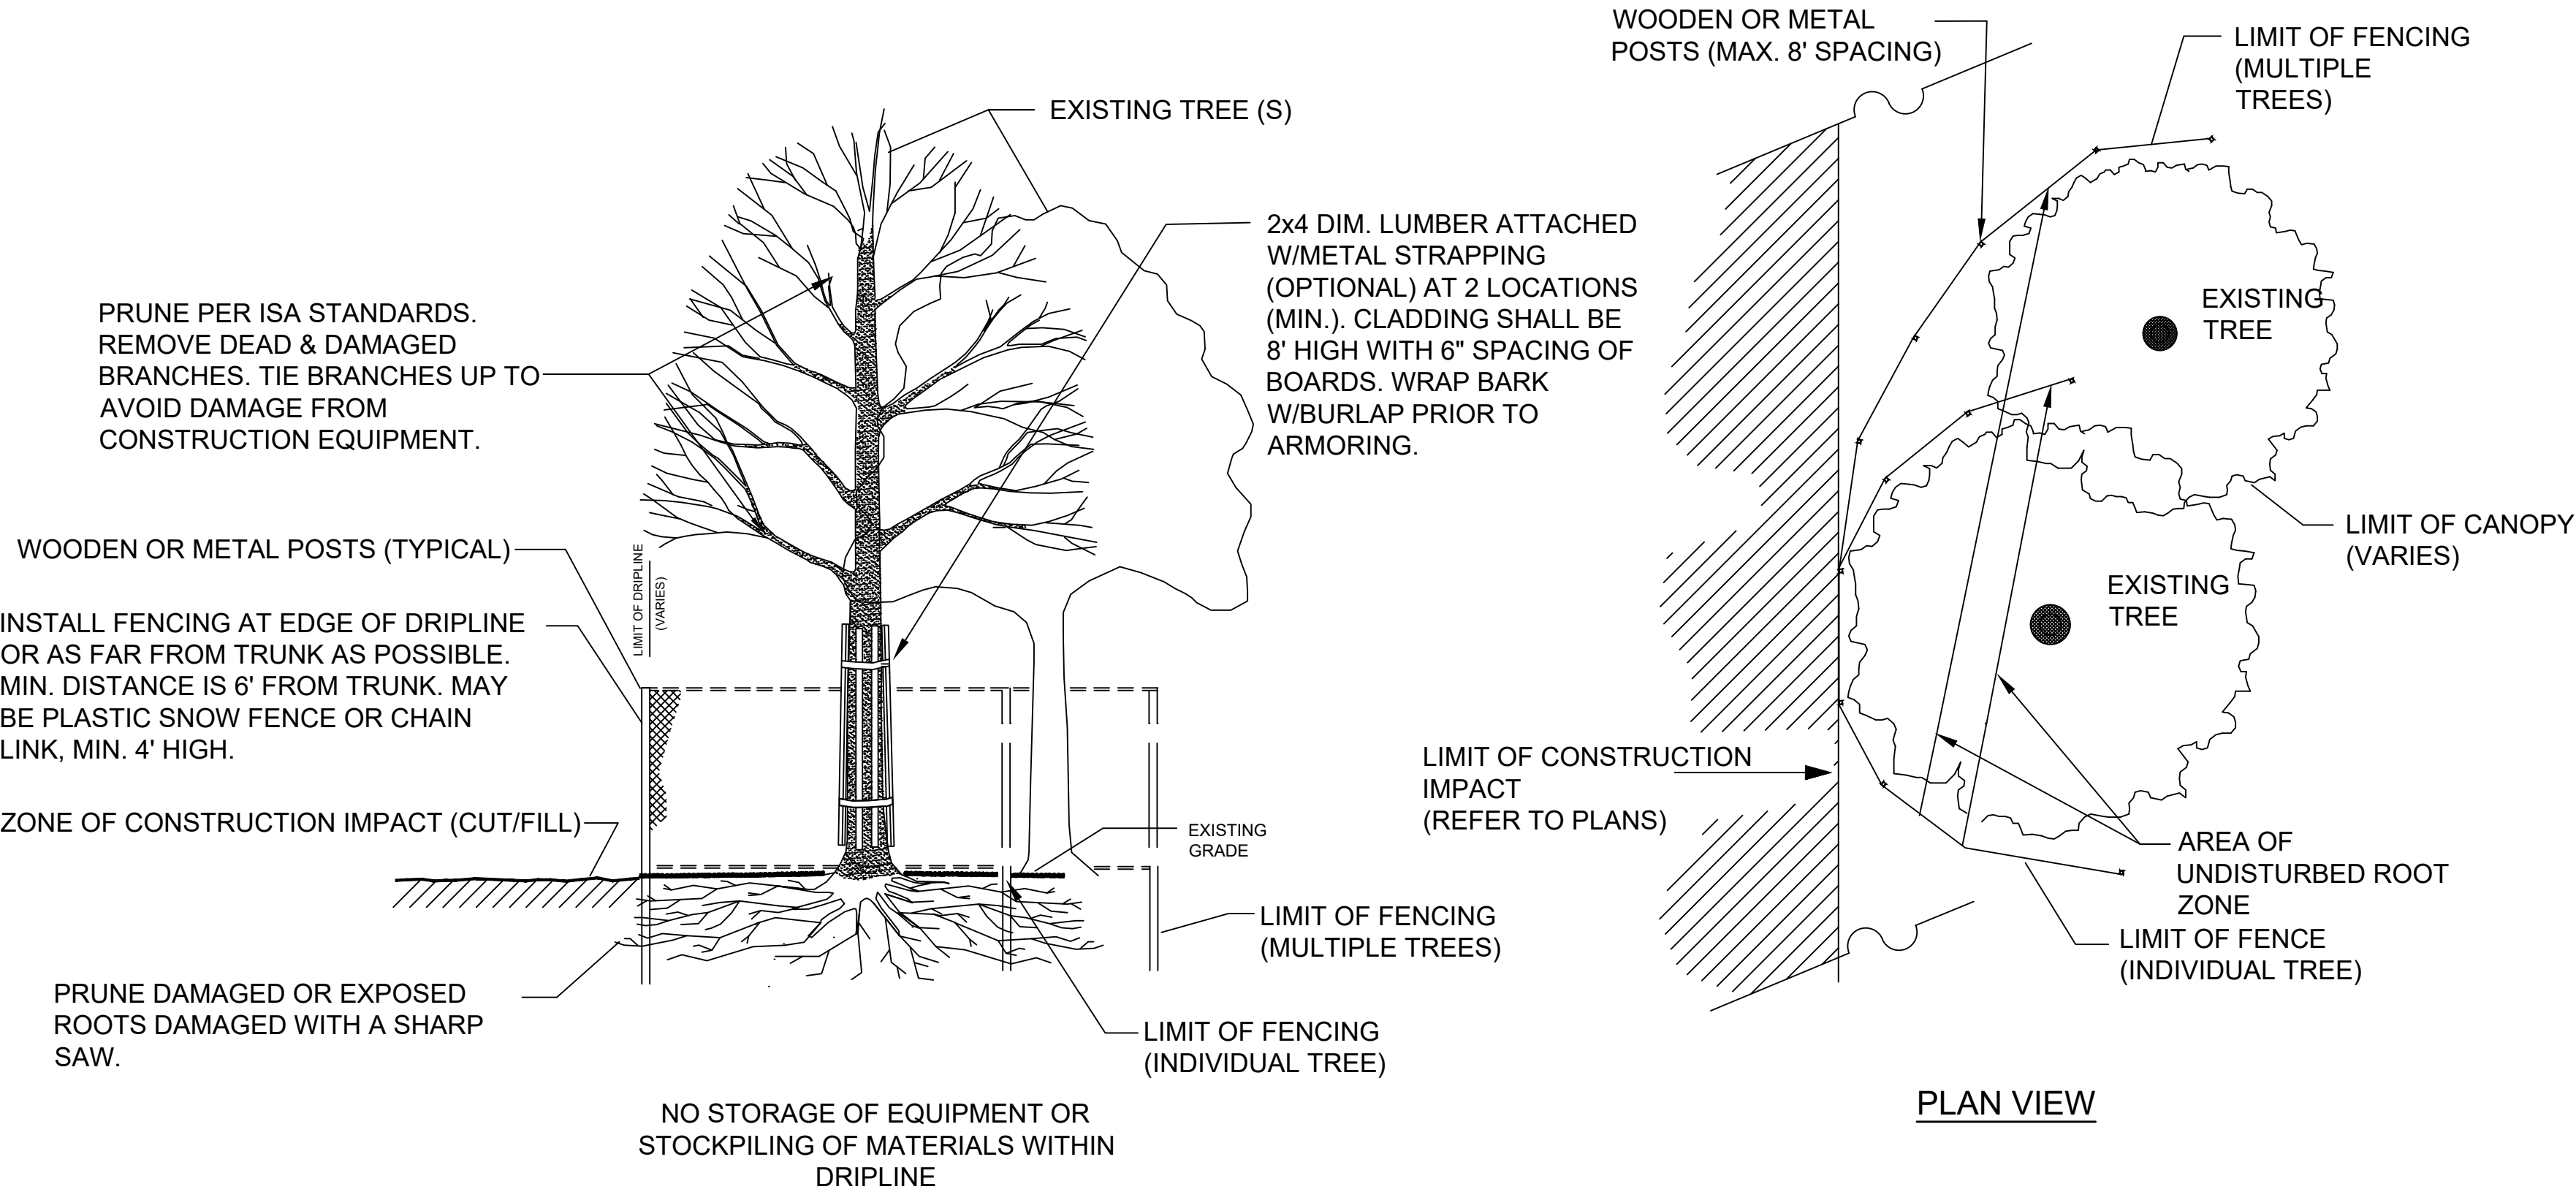 WOODEN OR METAL
POSTS (MAX. 8' SPACING)
LIMIT OF FENCING
(MULTIPLE
TREES)
EXISTING TREE (S)
2x4 DIM. LUMBER ATTACHED
W/METAL STRAPPING
(OPTIONAL) AT 2 LOCATIONS
(MIN.). CLADDING SHALL BE
8' HIGH WITH 6" SPACING OF
BOARDS. WRAP BARK
W/BURLAP PRIOR TO
ARMORING.
PRUNE PER ISA STANDARDS.
REMOVE DEAD & DAMAGED
BRANCHES. TIE BRANCHES UP TO
AVOID DAMAGE FROM
CONSTRUCTION EQUIPMENT.
EXISTING
TREE
LIMIT OF CANOPY
(VARIES)
WOODEN OR METAL POSTS (TYPICAL)
LIMIT OF DRIPLINE
(VARIES)
INSTALL FENCING AT EDGE OF DRIPLINE
OR AS FAR FROM TRUNK AS POSSIBLE.
MIN. DISTANCE IS 6' FROM TRUNK. MAY
BE PLASTIC SNOW FENCE OR CHAIN
LINK, MIN. 4' HIGH.
EXISTING
TREE
LIMIT OF CONSTRUCTION
IMPACT
(REFER TO PLANS)
ZONE OF CONSTRUCTION IMPACT (CUT/FILL)
EXISTING
GRADE
AREA OF
UNDISTURBED ROOT
ZONE
LIMIT OF FENCE
(INDIVIDUAL TREE)
LIMIT OF FENCING
(MULTIPLE TREES)
PRUNE DAMAGED OR EXPOSED
ROOTS DAMAGED WITH A SHARP
SAW.
LIMIT OF FENCING
(INDIVIDUAL TREE)
NO STORAGE OF EQUIPMENT OR
STOCKPILING OF MATERIALS WITHIN
DRIPLINE
PLAN VIEW